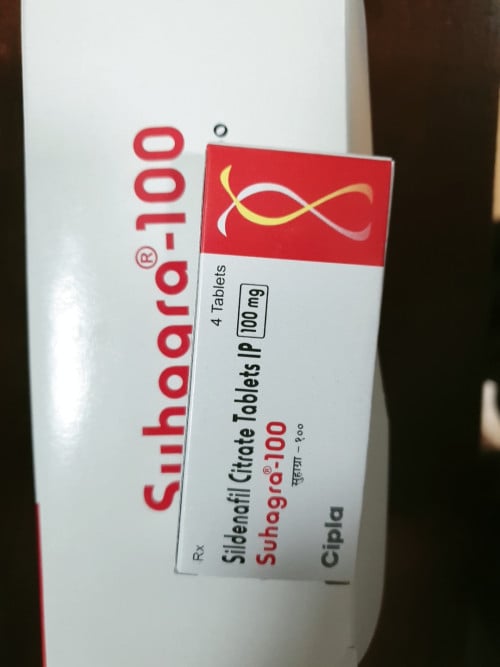 Suhagra®-100
4 Tablets
Rx
Sildenafil Citrate Tablets IP 100 mg
Suhagra®-100
सुहाग्रा - १००
Cipla